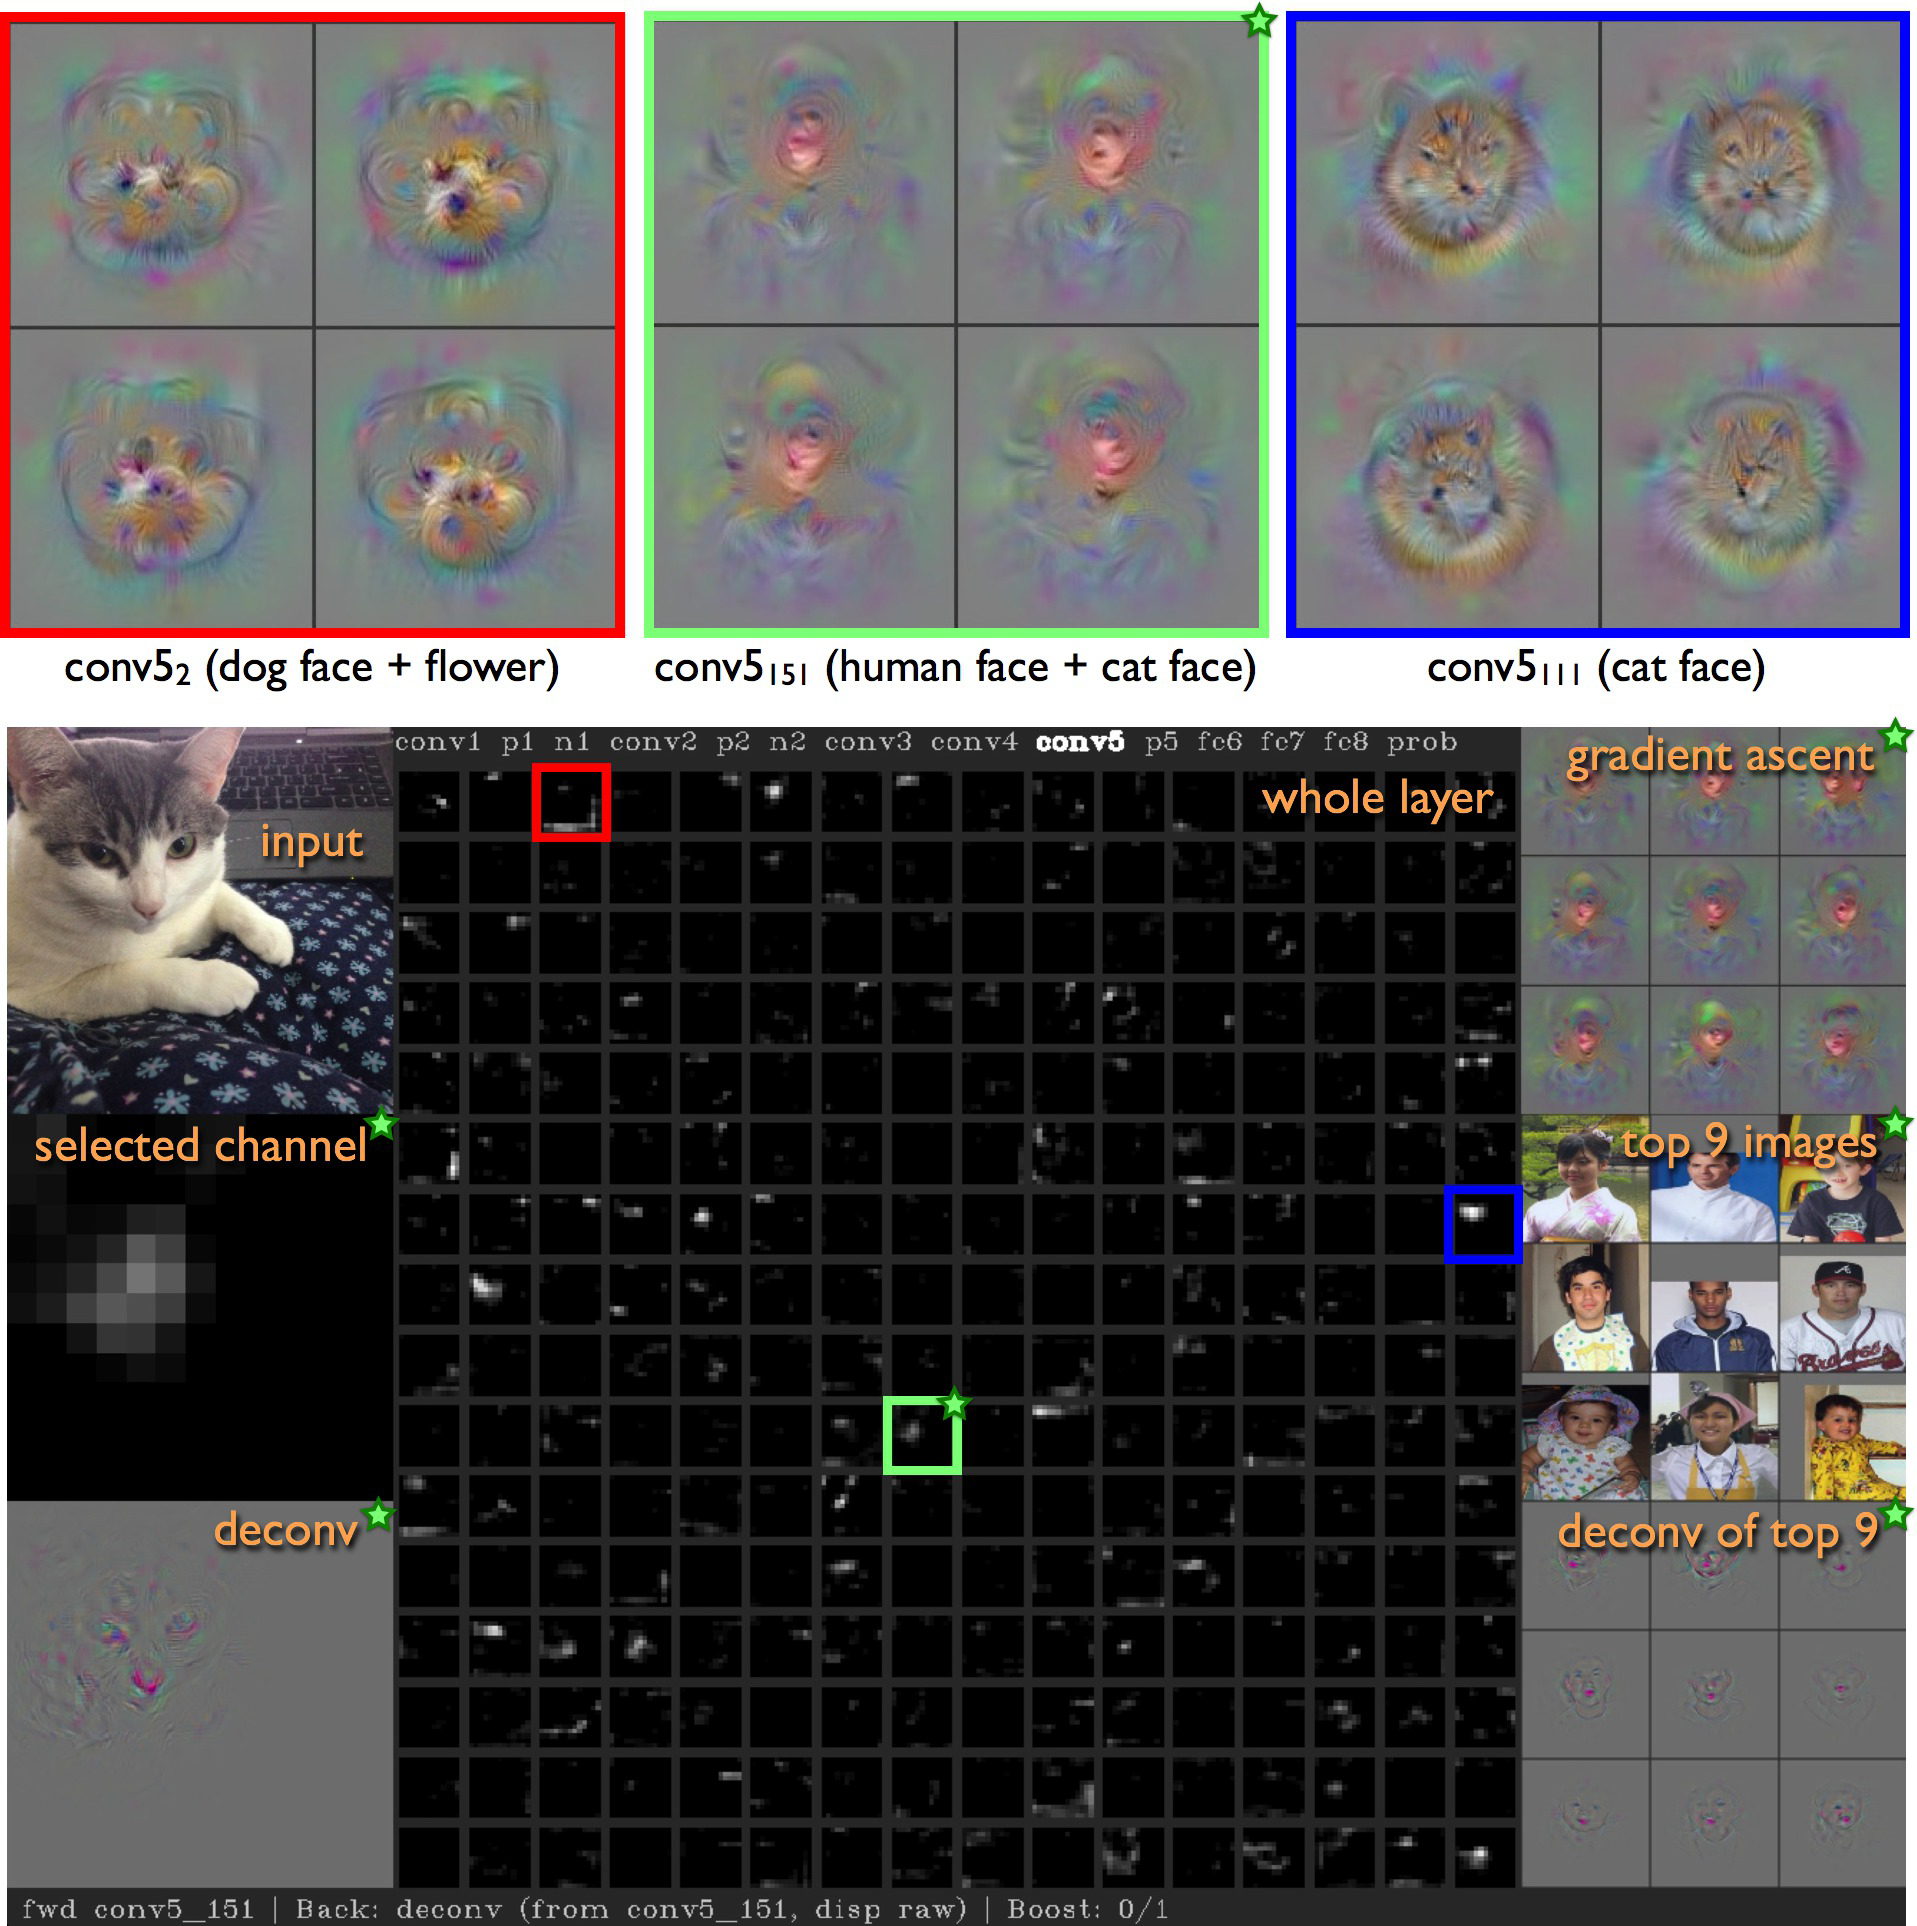 conv5₂ (dog face + flower)
conv5₁₅₁ (human face + cat face)
conv5₁₁₁ (cat face)
conv1 p1 n1 conv2 p2 n2 conv3 conv4 conv5 p5 fc6 fc7 fc8 prob
input
whole layer
gradient ascent
selected channel
top 9 images
A
Braves
deconv
deconv of top 9
fwd conv5_151 | Back: deconv (from conv5_151, disp raw) | Boost: 0/1